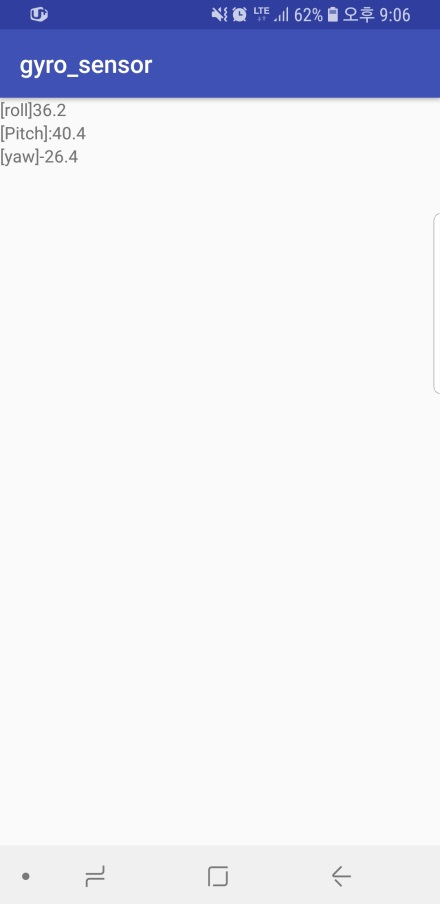 LTE 62% 오후 9:06
gyro_sensor
[roll]36.2
[Pitch]:40.4
[yaw]-26.4